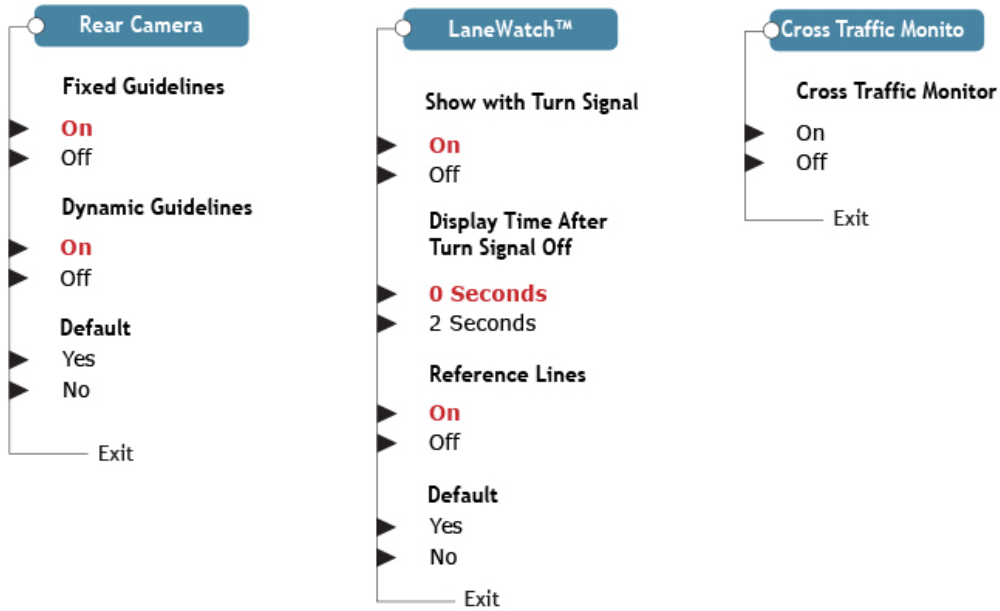 Rear Camera
Fixed Guidelines
On
Off
Dynamic Guidelines
On
Off
Default
Yes
No
Exit
LaneWatch™
Show with Turn Signal
On
Off
Display Time After
Turn Signal Off
0 Seconds
2 Seconds
Reference Lines
On
Off
Default
Yes
No
Exit
Cross Traffic Monito
Cross Traffic Monitor
On
Off
Exit